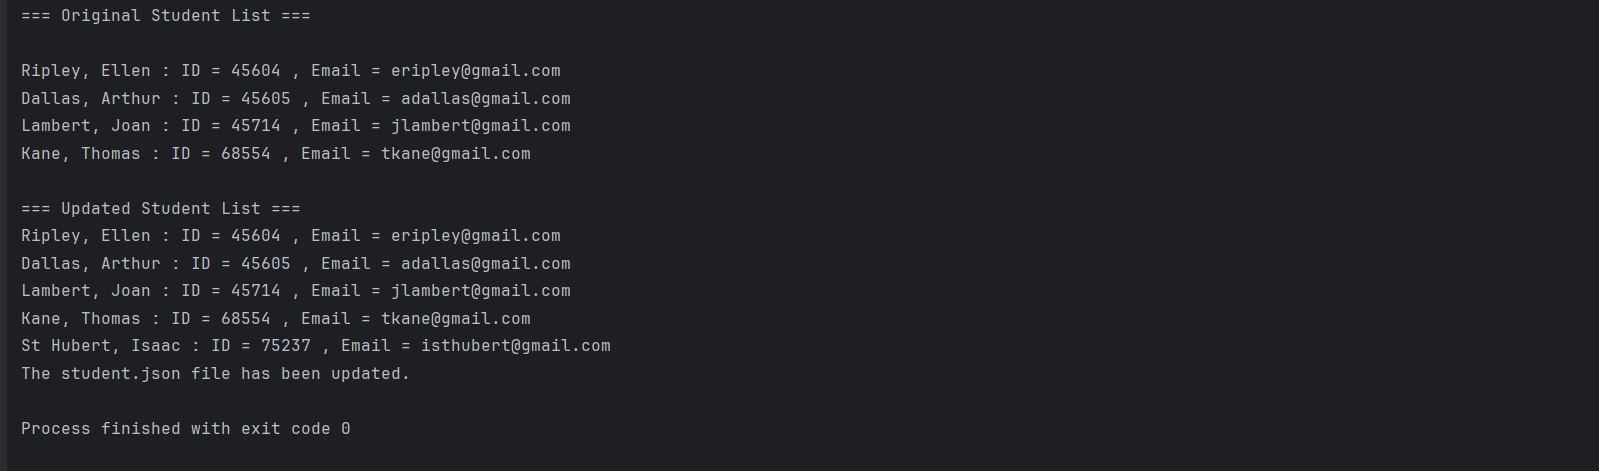 === Original Student List ===
Ripley, Ellen : ID = 45604 , Email = eripley@gmail.com
Dallas, Arthur : ID = 45605 , Email = adallas@gmail.com
Lambert, Joan : ID = 45714 , Email = jlambert@gmail.com
Kane, Thomas : ID = 68554 , Email = tkane@gmail.com
=== Updated Student List ===
Ripley, Ellen : ID = 45604 , Email = eripley@gmail.com
Dallas, Arthur : ID = 45605 , Email = adallas@gmail.com
Lambert, Joan : ID = 45714 , Email = jlambert@gmail.com
Kane, Thomas : ID = 68554 , Email = tkane@gmail.com
St Hubert, Isaac : ID = 75237 , Email = isthubert@gmail.com
The student.json file has been updated.
Process finished with exit code 0